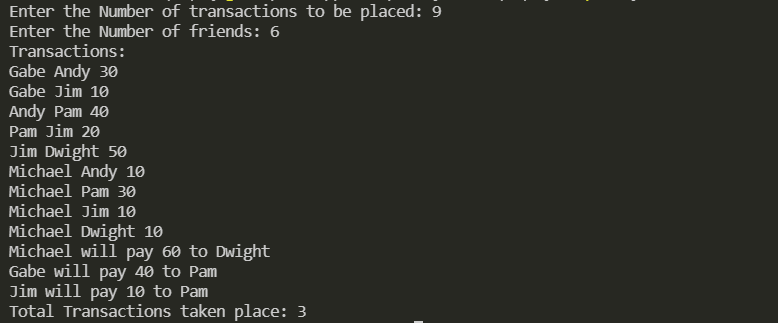 Enter the Number of transactions to be placed: 9
Enter the Number of friends: 6
Transactions:
Gabe Andy 30
Gabe Jim 10
Andy Pam 40
Pam Jim 20
Jim Dwight 50
Michael Andy 10
Michael Pam 30
Michael Jim 10
Michael Dwight 10
Michael will pay 60 to Dwight
Gabe will pay 40 to Pam
Jim will pay 10 to Pam
Total Transactions taken place: 3